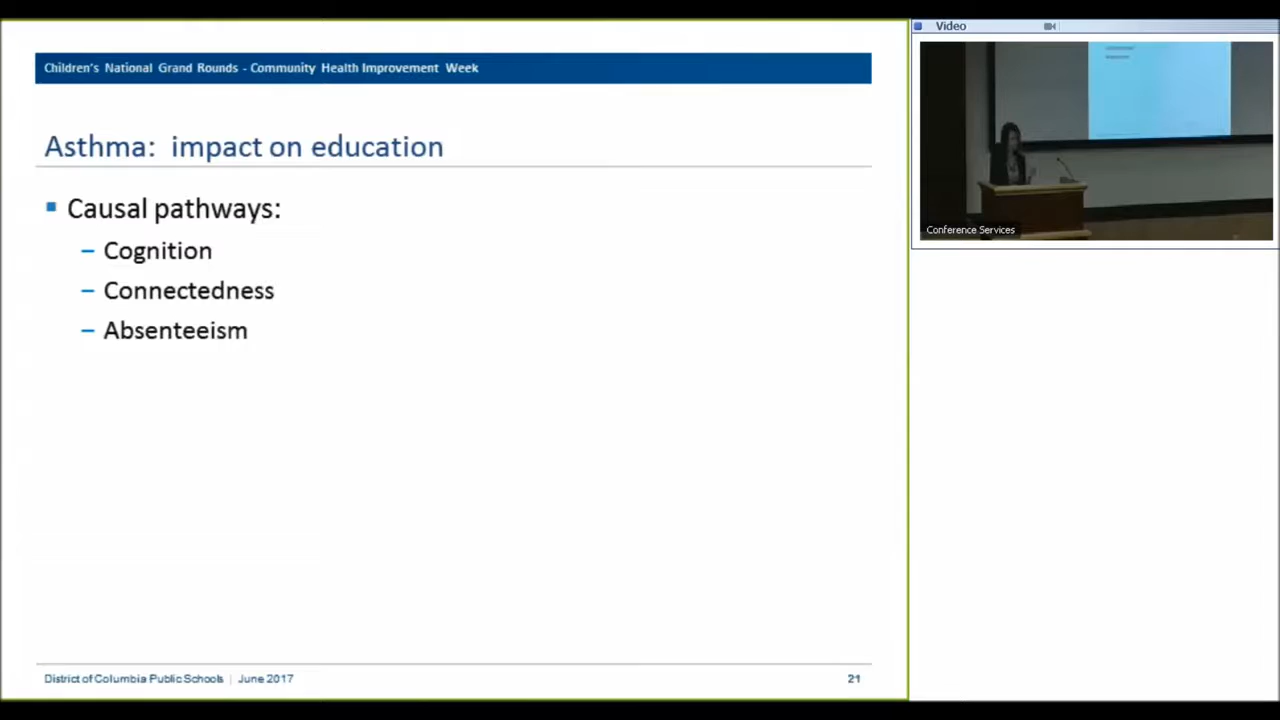 Children's National Grand Rounds - Community Health Improvement Week
Video
Asthma: impact on education
Causal pathways:
– Cognition
– Connectedness
– Absenteeism
Conference Services
District of Columbia Public Schools | June 2017
21